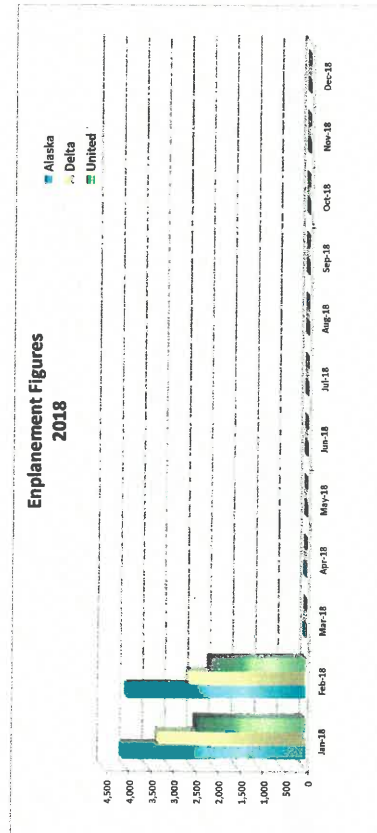 Enplanement Figures
2018
Alaska
Delta
United
4,500
4,000
3,500
3,000
2,500
2,000
1,500
1,000
500
0
Jan-18
Feb-18
Mar-18
Apr-18
May-18
Jun-18
Jul-18
Aug-18
Sep-18
Oct-18
Nov-18
Dec-18